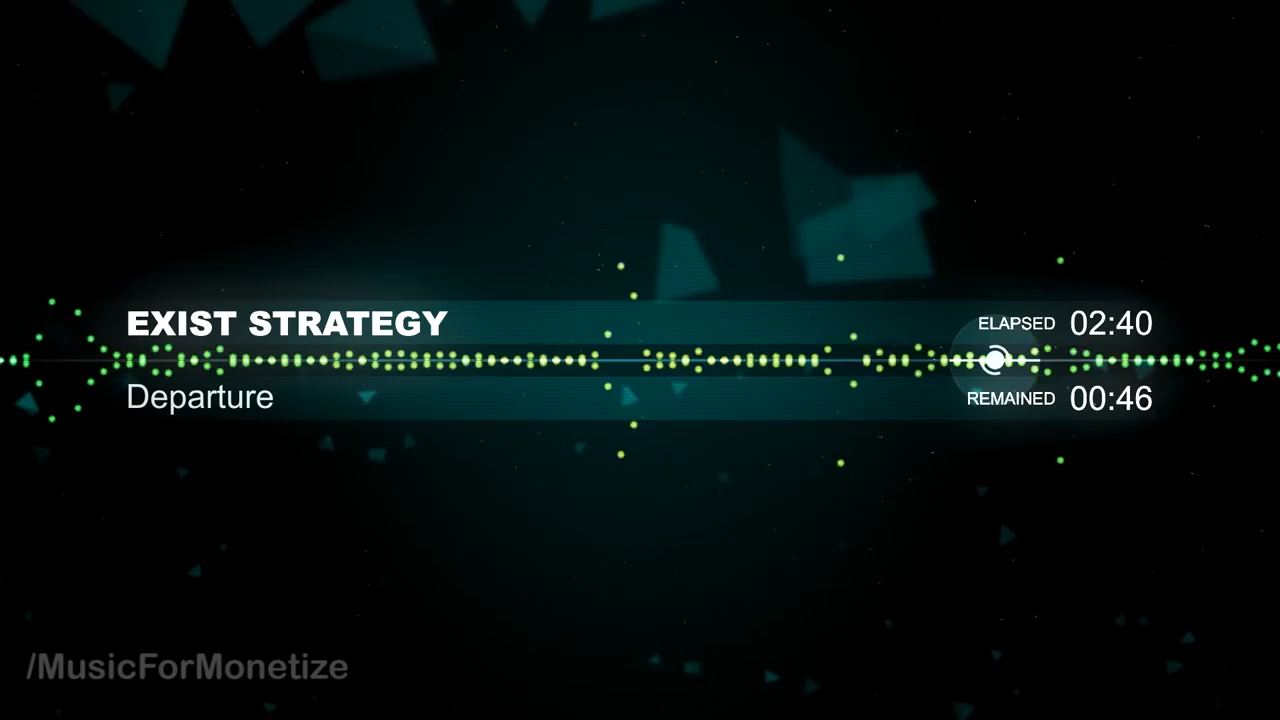 EXIST STRATEGY
ELAPSED 02:40
Departure
REMAINED 00:46
/MusicForMonetize